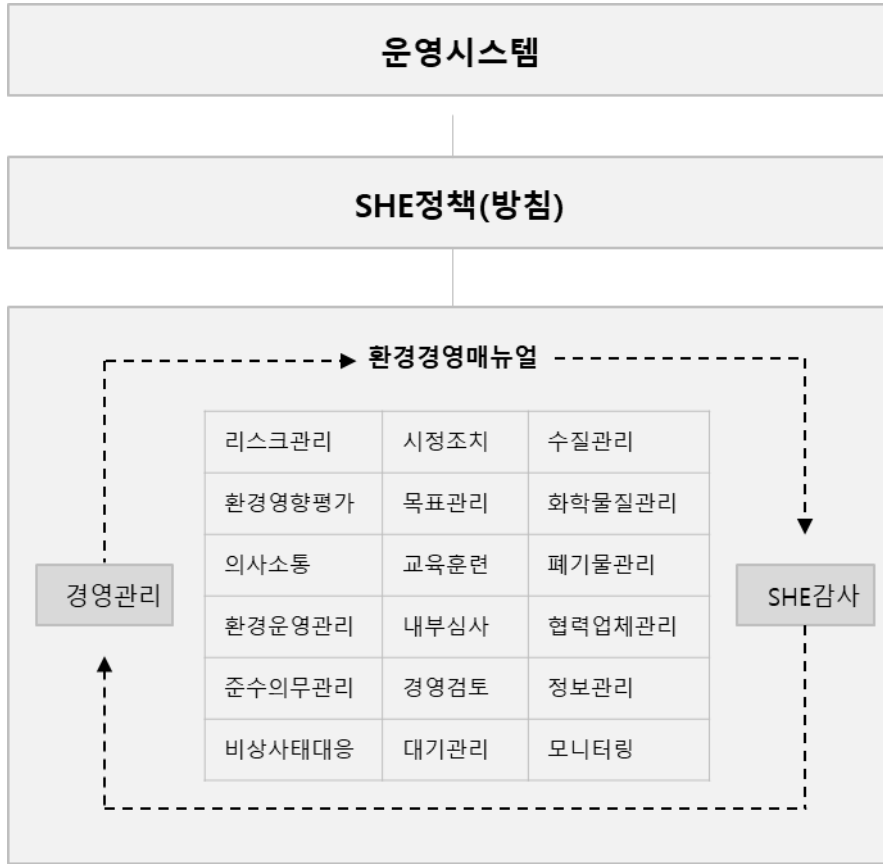 운영시스템
SHE정책(방침)
환경경영매뉴얼
리스크관리 시정조치 수질관리
환경영향평가 목표관리 화학물질관리
의사소통 교육훈련 폐기물관리
경영관리
SHE감사
환경운영관리 내부심사 협력업체관리
준수의무관리 경영검토 정보관리
비상사태대응 대기관리 모니터링